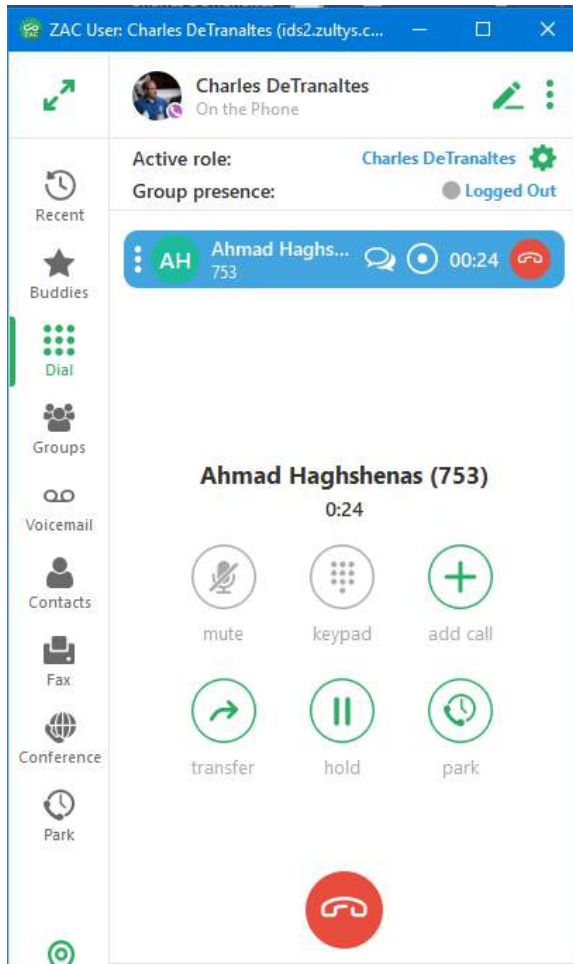 ZAC User: Charles DeTranaltes (ids2.zultys.c...
Charles DeTranaltes
On the Phone
Active role: Charles DeTranaltes
Group presence: Logged Out
Recent
Buddies
Dial
Groups
Voicemail
Contacts
Fax
Conference
Park
AH Ahmad Haghs... 00:24
753
Ahmad Haghshenas (753)
0:24
mute keypad add call
transfer hold park